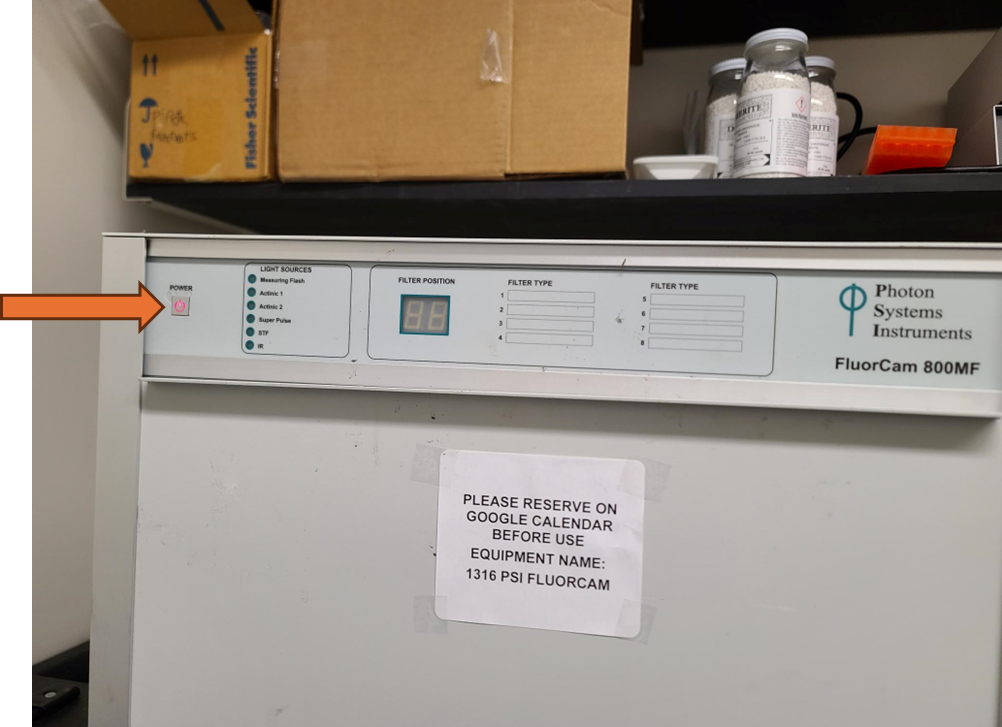 Fisher Scientific
POWER
LIGHT SOURCES
Measuring Flash
Actinic 1
Actinic 2
Super Pulse
STF
IR
FILTER POSITION
FILTER TYPE
1
2
3
4
FILTER TYPE
5
6
7
8
Photon
Systems
Instruments
FluorCam 800MF
PLEASE RESERVE ON
GOOGLE CALENDAR
BEFORE USE
EQUIPMENT NAME:
1316 PSI FLUORCAM